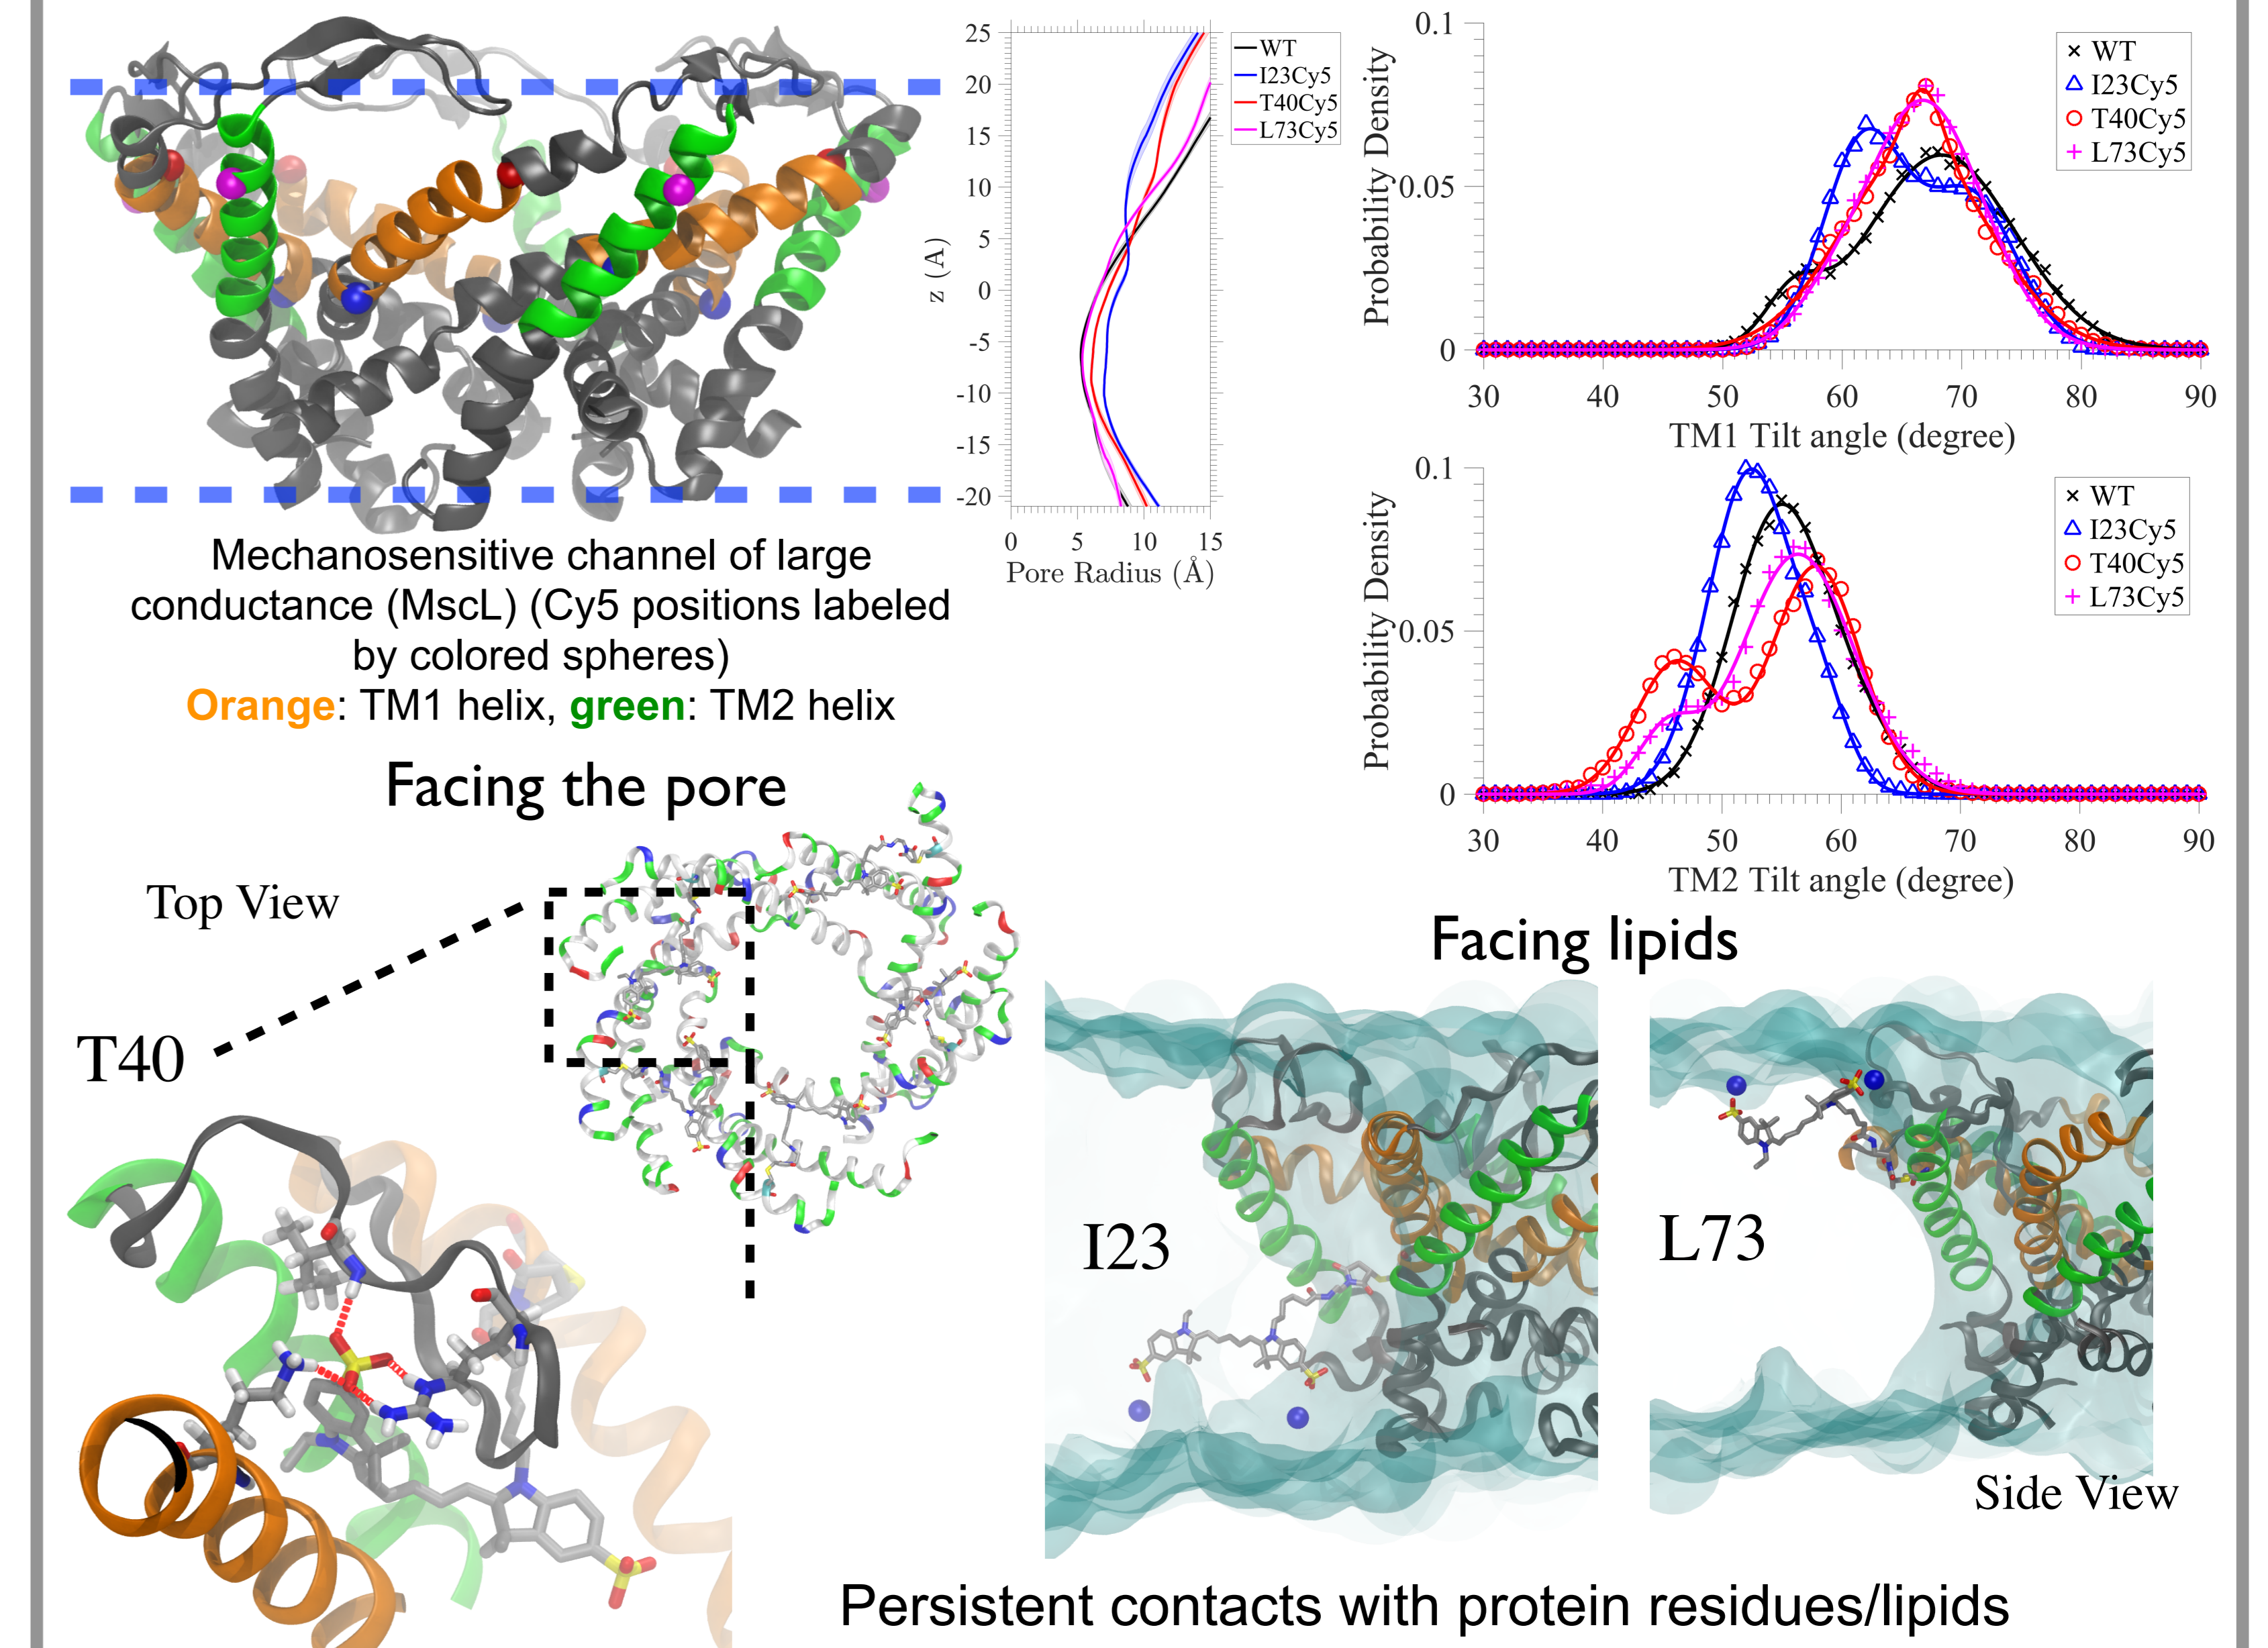 25
20
15
10
5
0
-5
-10
-15
-20
z (A)
0 5 10 15
Pore Radius (Å)
WT
I23Cy5
T40Cy5
L73Cy5
0.1
0.05
0
Probability Density
30 40 50 60 70 80 90
TM1 Tilt angle (degree)
WT
I23Cy5
T40Cy5
L73Cy5
0.1
0.05
0
Probability Density
30 40 50 60 70 80 90
TM2 Tilt angle (degree)
WT
I23Cy5
T40Cy5
L73Cy5
Mechanosensitive channel of large
conductance (MscL) (Cy5 positions labeled
by colored spheres)
Orange: TM1 helix, green: TM2 helix
Facing the pore
Top View
T40
Facing lipids
I23
L73
Side View
Persistent contacts with protein residues/lipids